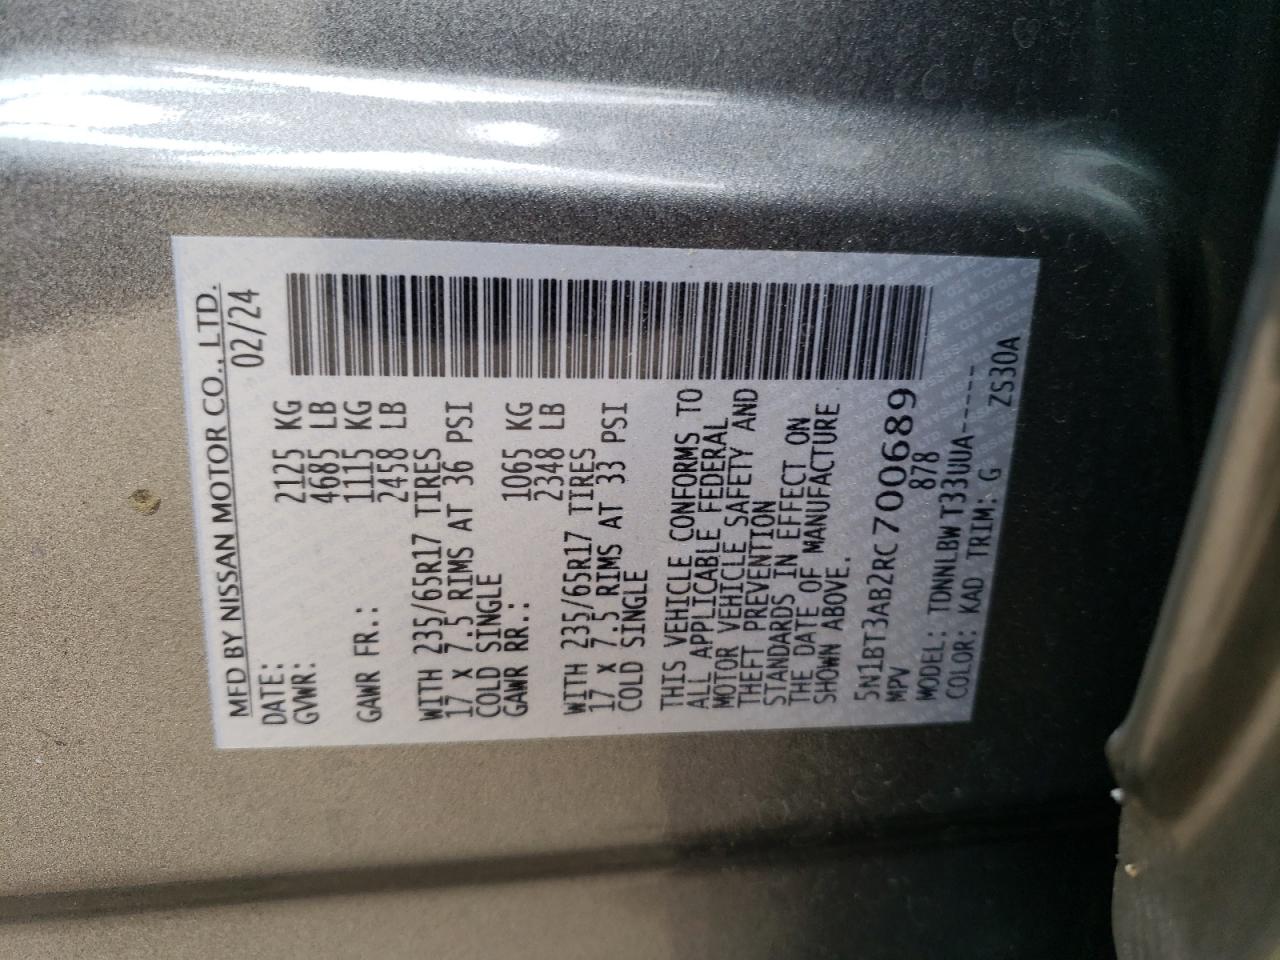 MFD BY NISSAN MOTOR CO., LTD.
DATE: 02/24
GVWR: 2125 KG
4685 LB
GAWR FR.: 1115 KG
2458 LB
WITH 235/65R17 TIRES
17 x 7.5 RIMS AT 36 PSI
COLD SINGLE
GAWR RR.: 1065 KG
2348 LB
WITH 235/65R17 TIRES
17 x 7.5 RIMS AT 33 PSI
COLD SINGLE
THIS VEHICLE CONFORMS TO
ALL APPLICABLE FEDERAL
MOTOR VEHICLE SAFETY AND
THEFT PREVENTION
STANDARDS IN EFFECT ON
THE DATE OF MANUFACTURE
SHOWN ABOVE.
5N1BT3AB2RC700689
MPV 878
MODEL: TDNNLBW T33UUA-----
COLOR: KAD TRIM: G ZS30A